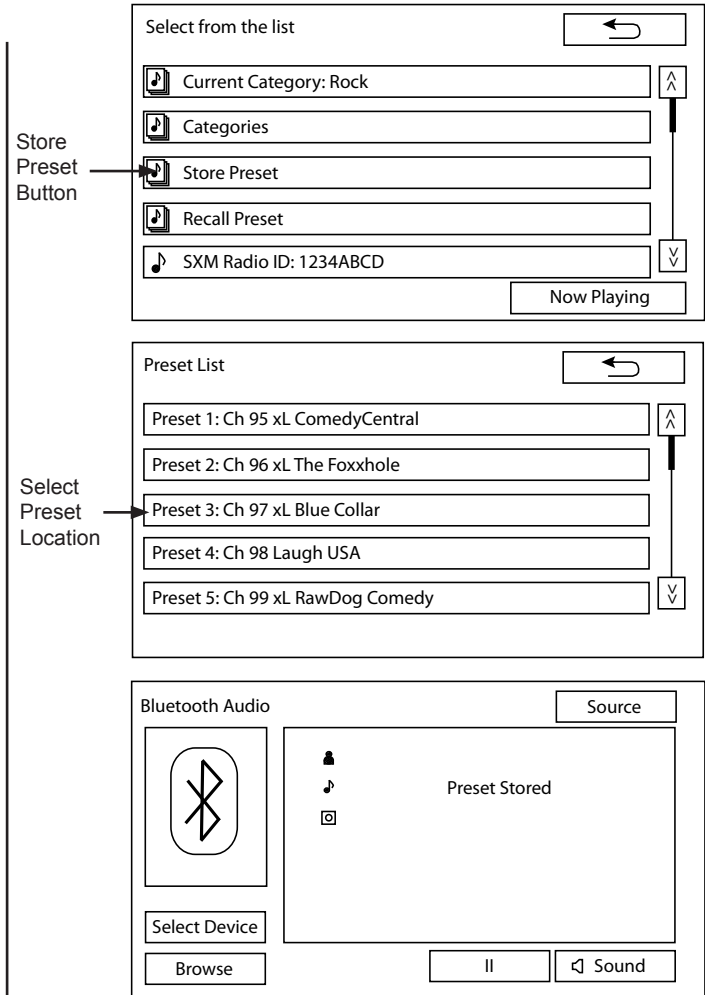 Select from the list
Current Category: Rock
Categories
Store
Preset
Button
Store Preset
Recall Preset
SXM Radio ID: 1234ABCD
Now Playing
Preset List
Preset 1: Ch 95 xL ComedyCentral
Preset 2: Ch 96 xL The Foxxhole
Select
Preset
Location
Preset 3: Ch 97 xL Blue Collar
Preset 4: Ch 98 Laugh USA
Preset 5: Ch 99 xL RawDog Comedy
Bluetooth Audio
Source
Preset Stored
Select Device
Browse
II
Sound